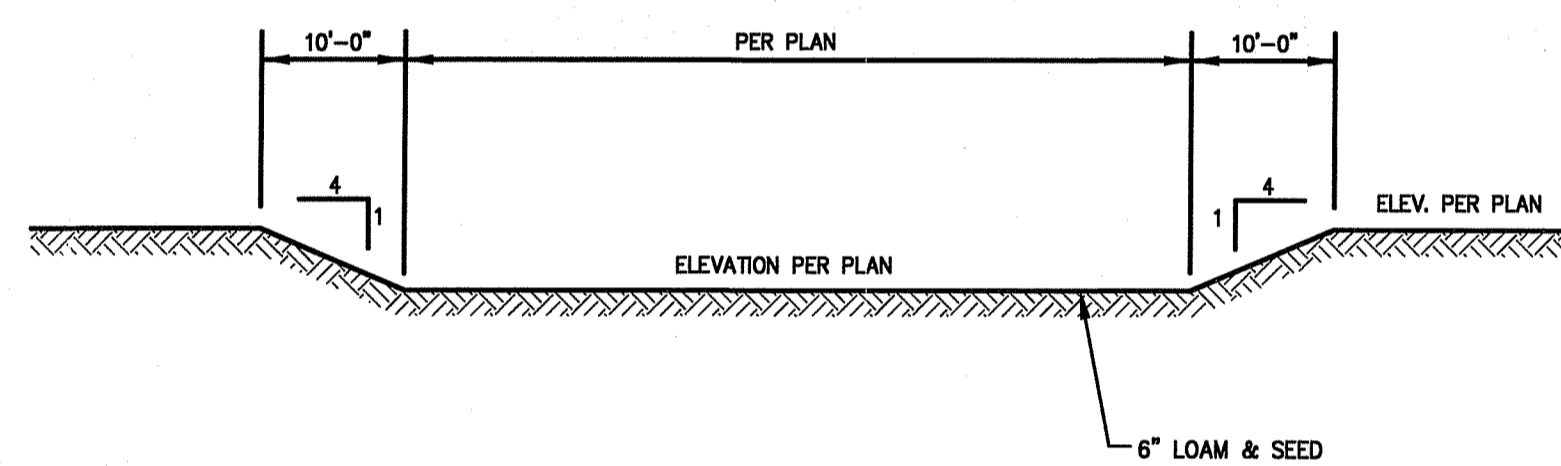 10'-0"
PER PLAN
10'-0"
4
1
4
1
ELEV. PER PLAN
ELEVATION PER PLAN
6" LOAM & SEED